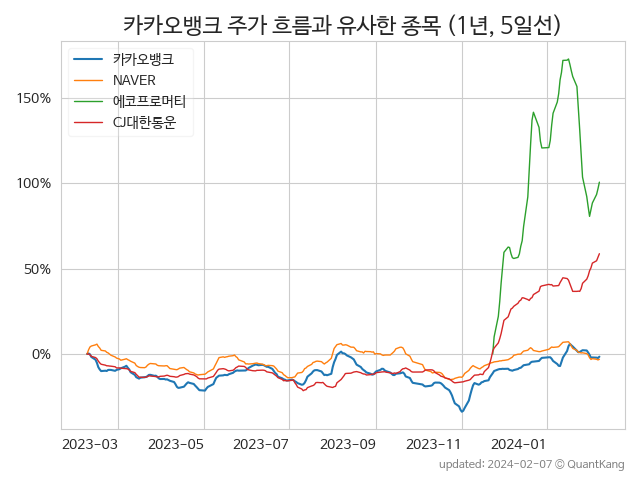 카카오뱅크 주가 흐름과 유사한 종목 (1년, 5일선)
카카오뱅크
NAVER
에코프로머티
CJ대한통운
150%
100%
50%
0%
2023-03 2023-05 2023-07 2023-09 2023-11 2024-01
updated: 2024-02-07 © QuantKang